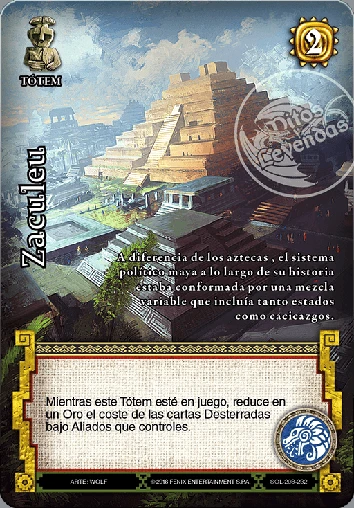 TÓTEM
2
Mitos y Leyendas
Zaculeu
A diferencia de los aztecas , el sistema
político maya a lo largo de su historia
estaba conformada por una mezcla
variable que incluía tanto estados
como cacicazgos.
Mientras este Tótem esté en juego, reduce en
un Oro el coste de las cartas Desterradas
bajo Aliados que controles.
ARTE: WOLF
©2018 FENIX ENTERTAINMENT S.P.A.